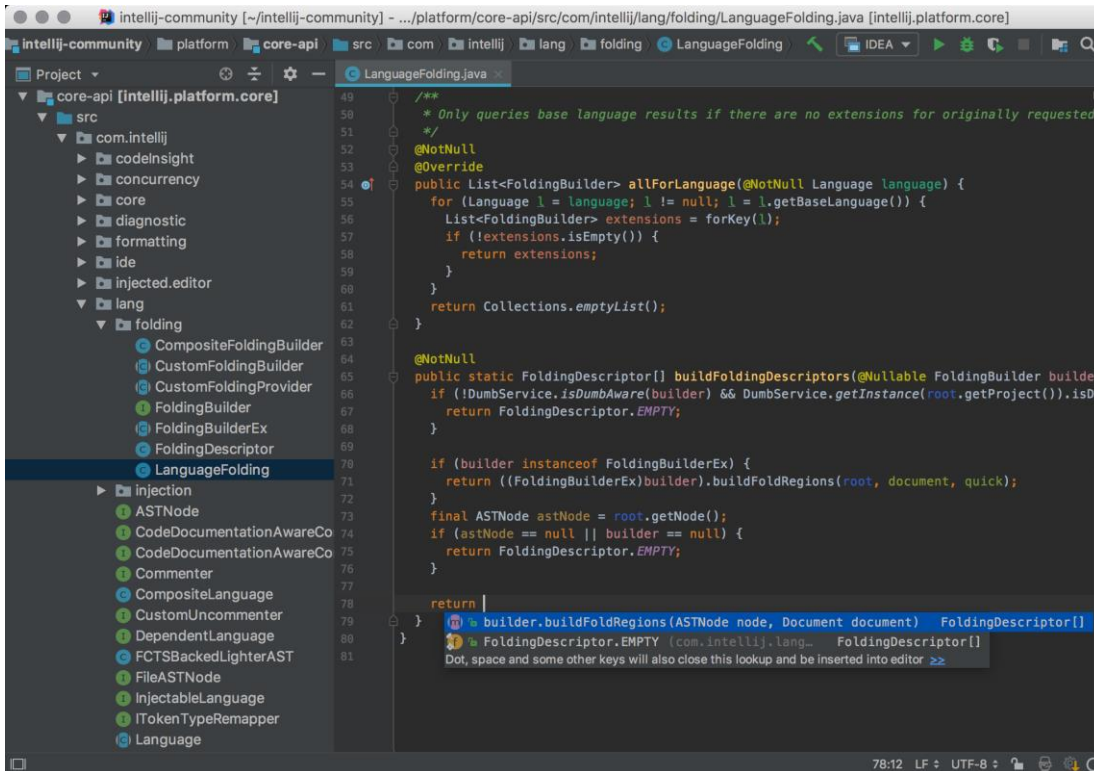 intellij-community [~/intellij-community] - .../platform/core-api/src/com/intellij/lang/folding/LanguageFolding.java [intellij.platform.core]
intellij-community platform core-api src com intellij lang folding LanguageFolding IDEA
Project
LanguageFolding.java
core-api [intellij.platform.core]
src
com.intellij
codeInsight
concurrency
core
diagnostic
formatting
ide
injected.editor
lang
folding
CompositeFoldingBuilder
CustomFoldingBuilder
CustomFoldingProvider
FoldingBuilder
FoldingBuilderEx
FoldingDescriptor
LanguageFolding
injection
ASTNode
CodeDocumentationAwareCo
CodeDocumentationAwareCo
Commenter
CompositeLanguage
CustomUncommenter
DependentLanguage
FCTSBackedLighterAST
FileASTNode
InjectableLanguage
ITokenTypeRemapper
Language
49 /**
50 * Only queries base language results if there are no extensions for originally requested
51 */
52 @NotNull
53 @Override
54 public List<FoldingBuilder> allForLanguage(@NotNull Language language) {
55 for (Language l = language; l != null; l = l.getBaseLanguage()) {
56 List<FoldingBuilder> extensions = forKey(l);
57 if (!extensions.isEmpty()) {
58 return extensions;
59 }
60 }
61 return Collections.emptyList();
62 }
63
64 @NotNull
65 public static FoldingDescriptor[] buildFoldingDescriptors(@Nullable FoldingBuilder builde
66 if (!DumbService.isDumbAware(builder) && DumbService.getInstance(root.getProject()).isD
67 return FoldingDescriptor.EMPTY;
68 }
69
70 if (builder instanceof FoldingBuilderEx) {
71 return ((FoldingBuilderEx)builder).buildFoldRegions(root, document, quick);
72 }
73 final ASTNode astNode = root.getNode();
74 if (astNode == null || builder == null) {
75 return FoldingDescriptor.EMPTY;
76 }
77
78 return
79 }
80 }
81
builder.buildFoldRegions(ASTNode node, Document document) FoldingDescriptor[]
FoldingDescriptor.EMPTY (com.intellij.lang… FoldingDescriptor[]
Dot, space and some other keys will also close this lookup and be inserted into editor >>
78:12 LF UTF-8